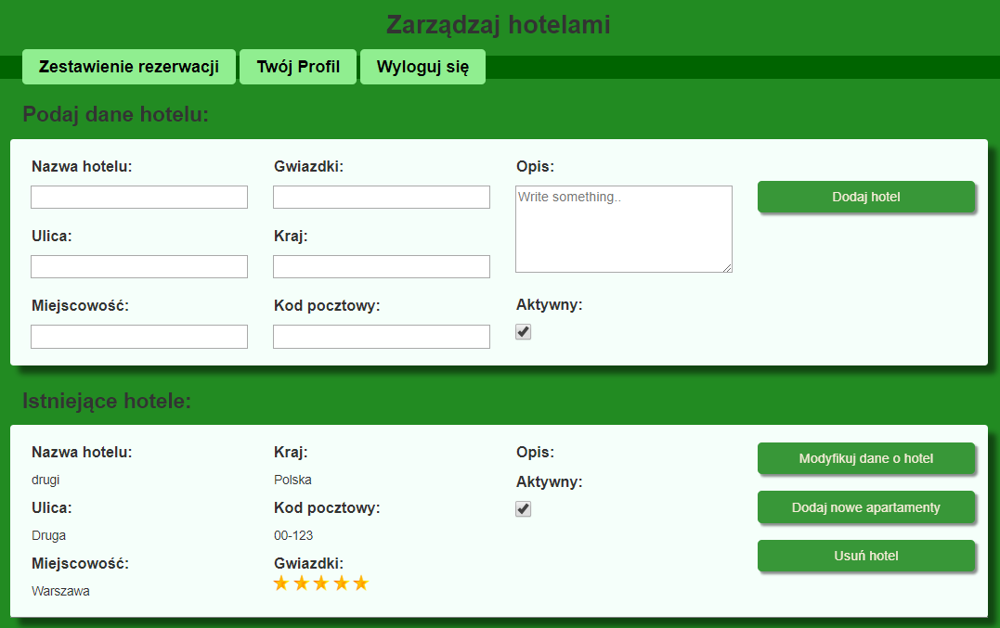 Zarządzaj hotelami
Zestawienie rezerwacji Twój Profil Wyloguj się
Podaj dane hotelu:
Nazwa hotelu: Gwiazdki: Opis:
Write something.. Dodaj hotel
Ulica: Kraj:
Miejscowość: Kod pocztowy: Aktywny:
Istniejące hotele:
Nazwa hotelu: Kraj: Opis: Modyfikuj dane o hotel
drugi Polska Aktywny:
Ulica: Kod pocztowy: Dodaj nowe apartamenty
Druga 00-123
Miejscowość: Gwiazdki: Usuń hotel
Warszawa